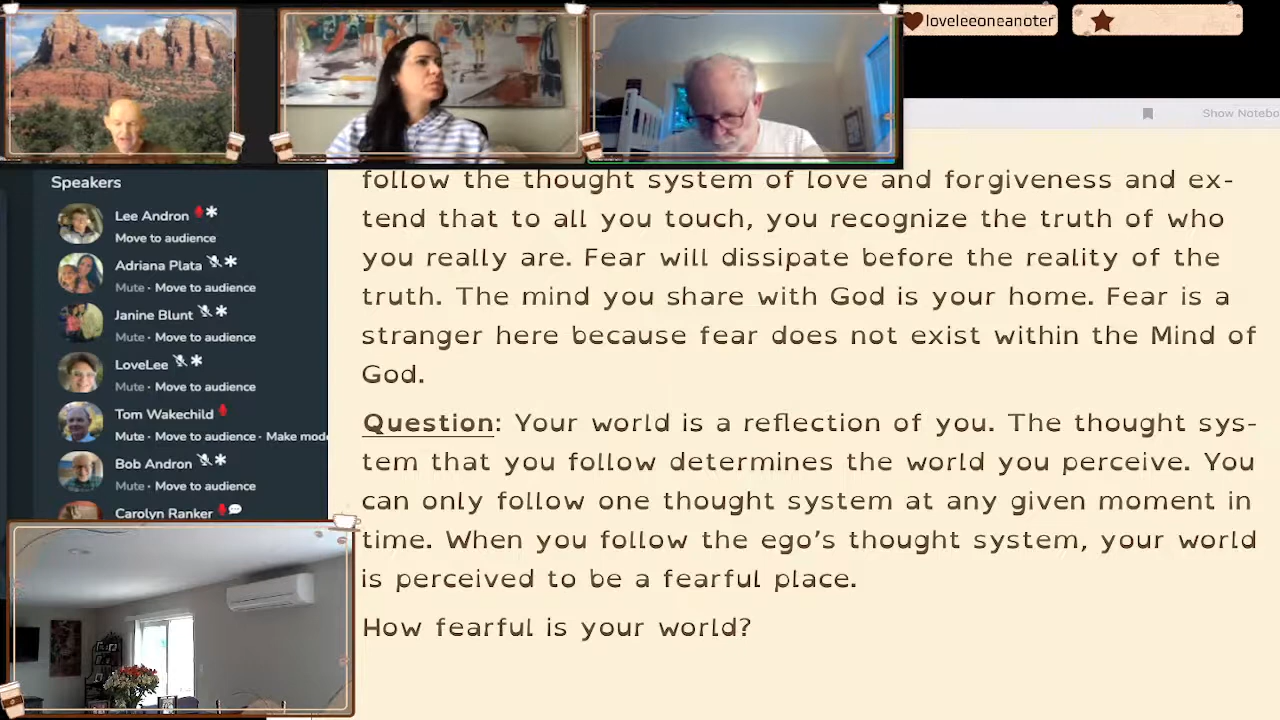 loveleeoneanoter
Show Notebo
Speakers
Lee Andron
Move to audience
Adriana Plata
Mute · Move to audience
Janine Blunt
Mute · Move to audience
LoveLee
Mute · Move to audience
Tom Wakechild
Mute · Move to audience · Make mode
Bob Andron
Mute · Move to audience
Carolyn Ranker
follow the thought system of love and forgiveness and ex-
tend that to all you touch, you recognize the truth of who
you really are. Fear will dissipate before the reality of the
truth. The mind you share with God is your home. Fear is a
stranger here because fear does not exist within the Mind of
God.
Question: Your world is a reflection of you. The thought sys-
tem that you follow determines the world you perceive. You
can only follow one thought system at any given moment in
time. When you follow the ego’s thought system, your world
is perceived to be a fearful place.
How fearful is your world?